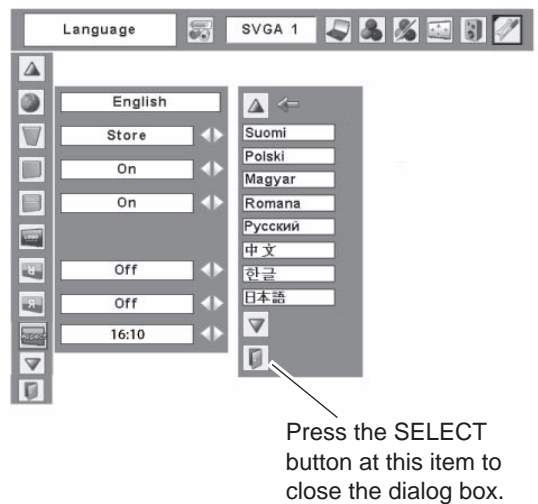 Language
SVGA 1
English
Store
On
On
Off
Off
16:10
Suomi
Polski
Magyar
Romana
Русский
中文
한글
日本語
Press the SELECT
button at this item to
close the dialog box.